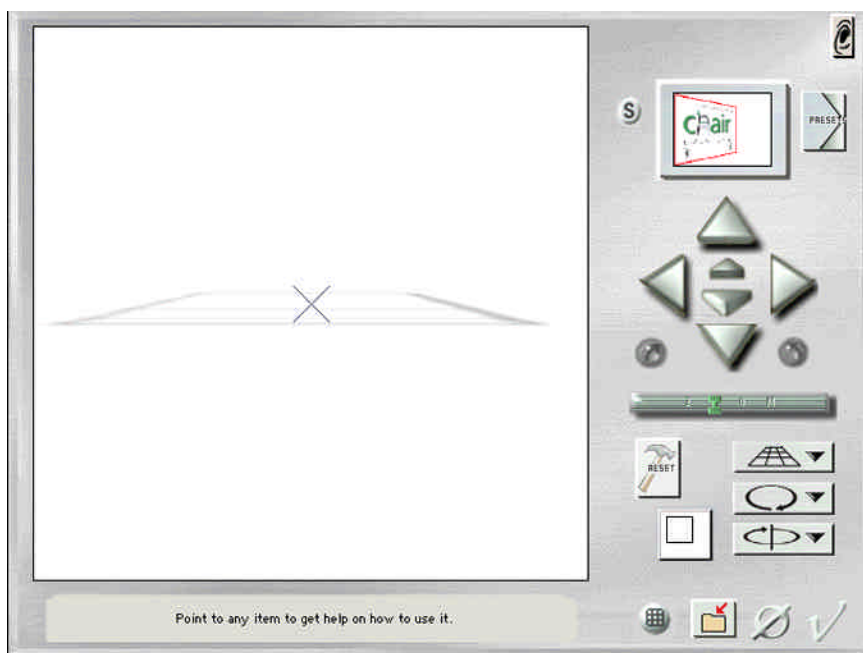 S
Chair
PRESETS
Z O O M
RESET
Point to any item to get help on how to use it.